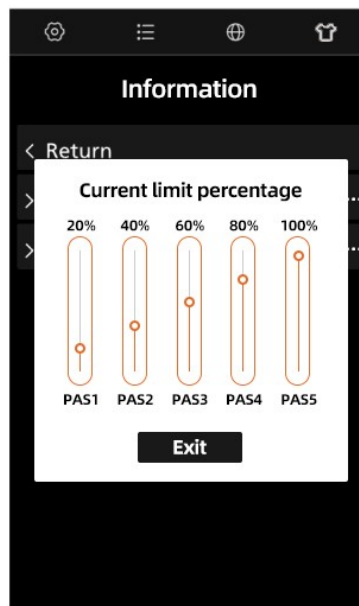 Information
< Return
Current limit percentage
20% 40% 60% 80% 100%
PAS1 PAS2 PAS3 PAS4 PAS5
Exit